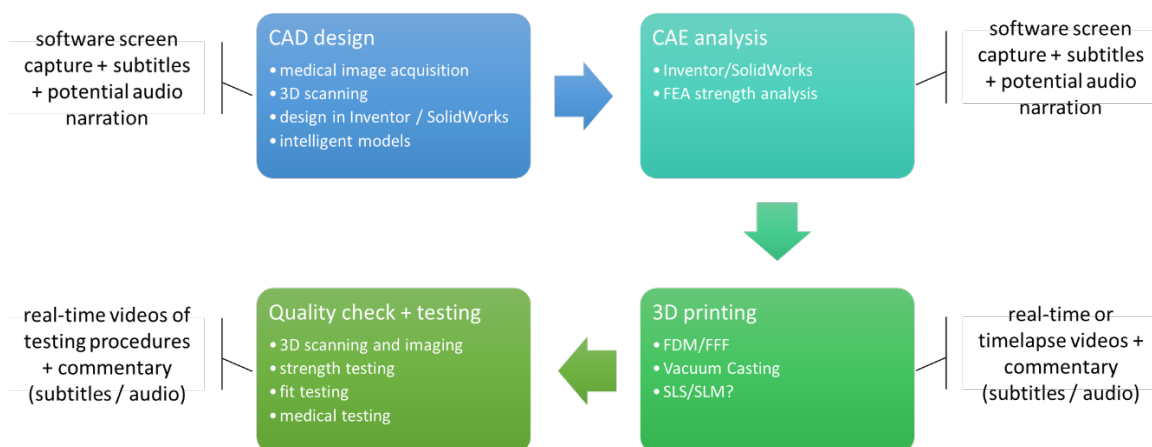 software screen
capture + subtitles
+ potential audio
narration
CAD design
• medical image acquisition
• 3D scanning
• design in Inventor / SolidWorks
• intelligent models
CAE analysis
• Inventor/SolidWorks
• FEA strength analysis
software screen
capture + subtitles
+ potential audio
narration
real-time videos of
testing procedures
+ commentary
(subtitles / audio)
Quality check + testing
• 3D scanning and imaging
• strength testing
• fit testing
• medical testing
3D printing
• FDM/FFF
• Vacuum Casting
• SLS/SLM?
real-time or
timelapse videos +
commentary
(subtitles / audio)